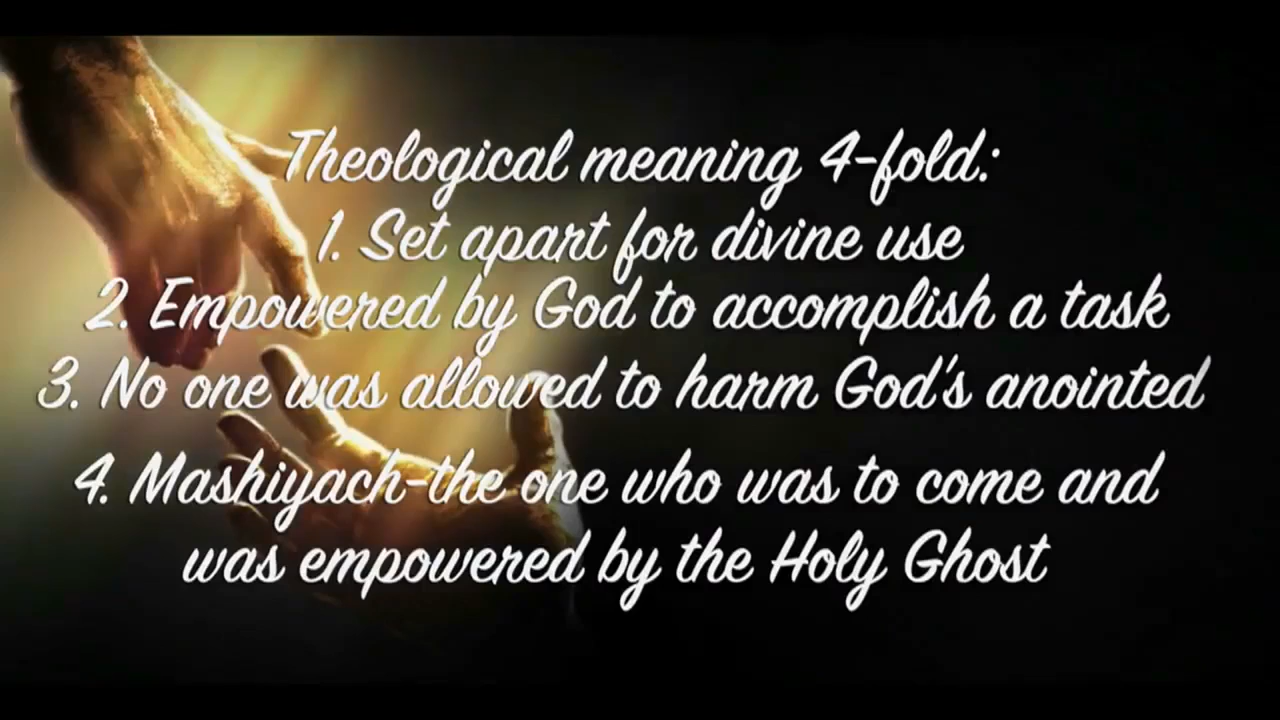 Theological meaning 4-fold:
1. Set apart for divine use
2. Empowered by God to accomplish a task
3. No one was allowed to harm God's anointed
4. Mashiyach-the one who was to come and
was empowered by the Holy Ghost